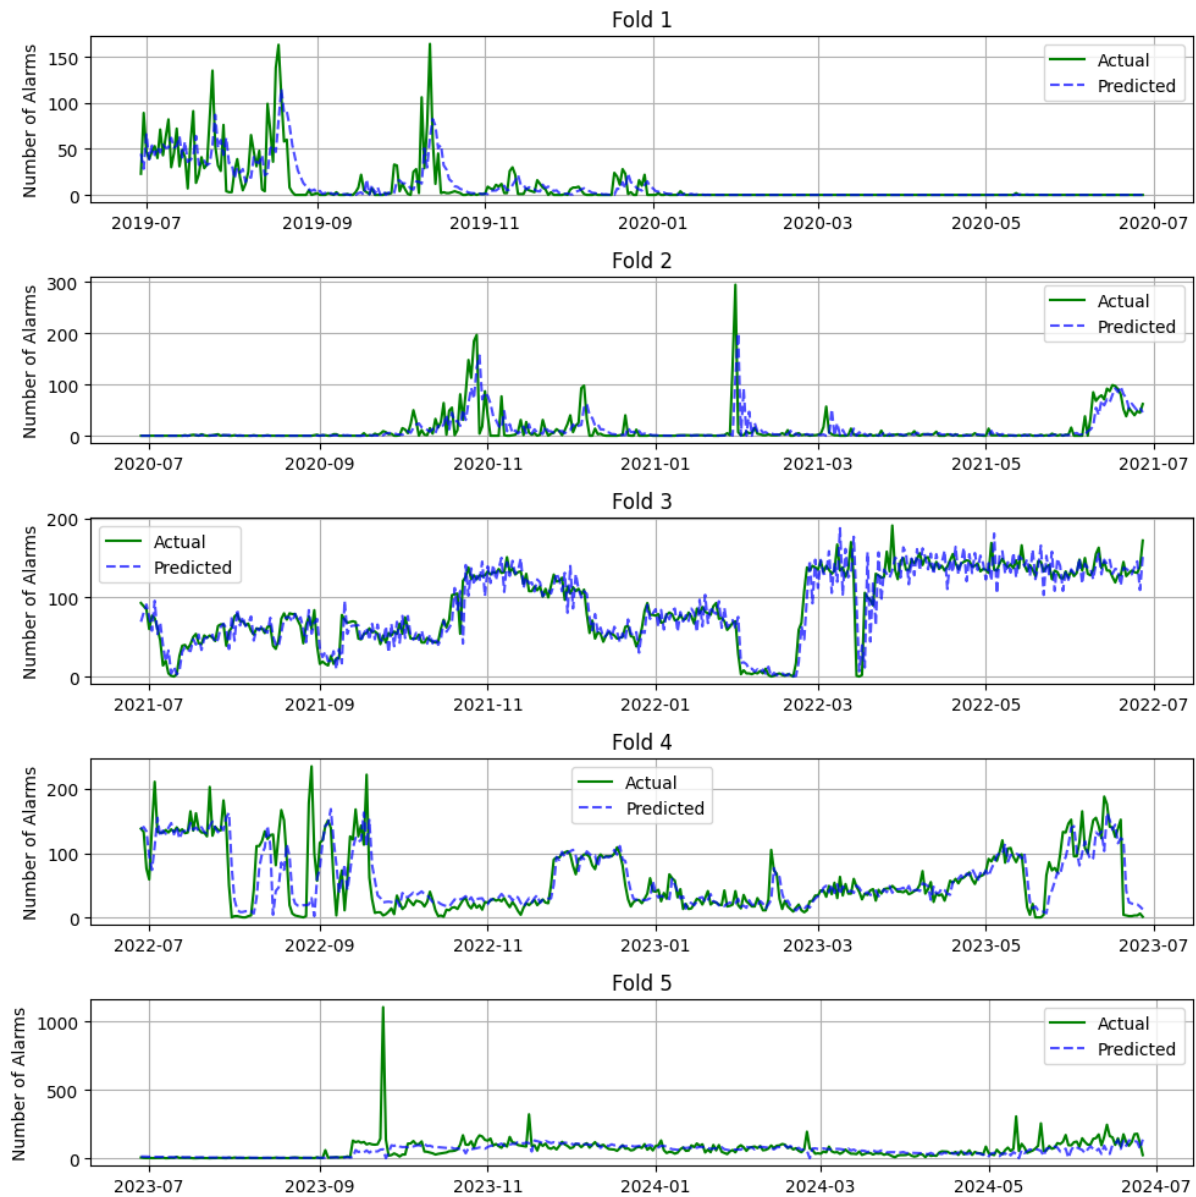 Fold 1
Number of Alarms
150
100
50
0
Actual
Predicted
2019-07 2019-09 2019-11 2020-01 2020-03 2020-05 2020-07
Fold 2
Number of Alarms
300
200
100
0
Actual
Predicted
2020-07 2020-09 2020-11 2021-01 2021-03 2021-05 2021-07
Fold 3
Number of Alarms
200
100
0
Actual
Predicted
2021-07 2021-09 2021-11 2022-01 2022-03 2022-05 2022-07
Fold 4
Number of Alarms
200
100
0
Actual
Predicted
2022-07 2022-09 2022-11 2023-01 2023-03 2023-05 2023-07
Fold 5
Number of Alarms
1000
500
0
Actual
Predicted
2023-07 2023-09 2023-11 2024-01 2024-03 2024-05 2024-07